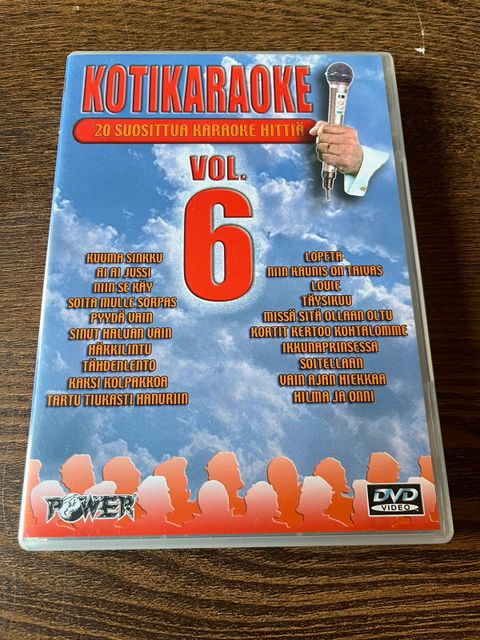 KOTIKARAOKE
20 SUOSITTUA KARAOKE HITTIÄ
VOL.
6
KUUMA SINKKU
AI AI JUSSI
NIIN SE KÄY
SOITA MULLE SORPAS
PYYDÄ VAIN
SINUT HALUAN VAIN
HÄKKILINTU
TÄHDENLENTO
KAKSI KOLPAKKOA
TARTU TIUKASTI HANURIIN
LOPETA
NIIN KAUNIS ON TAIVAS
LOUIE
TÄYSIKUU
MISSÄ SITÄ OLLAAN OLTU
KORTIT KERTOO KOHTALOMME
IKKUNAPRINSESSA
SOITELLAAN
VAIN AJAN HIEKKAA
HILMA JA ONNI
POWER
DVD
VIDEO